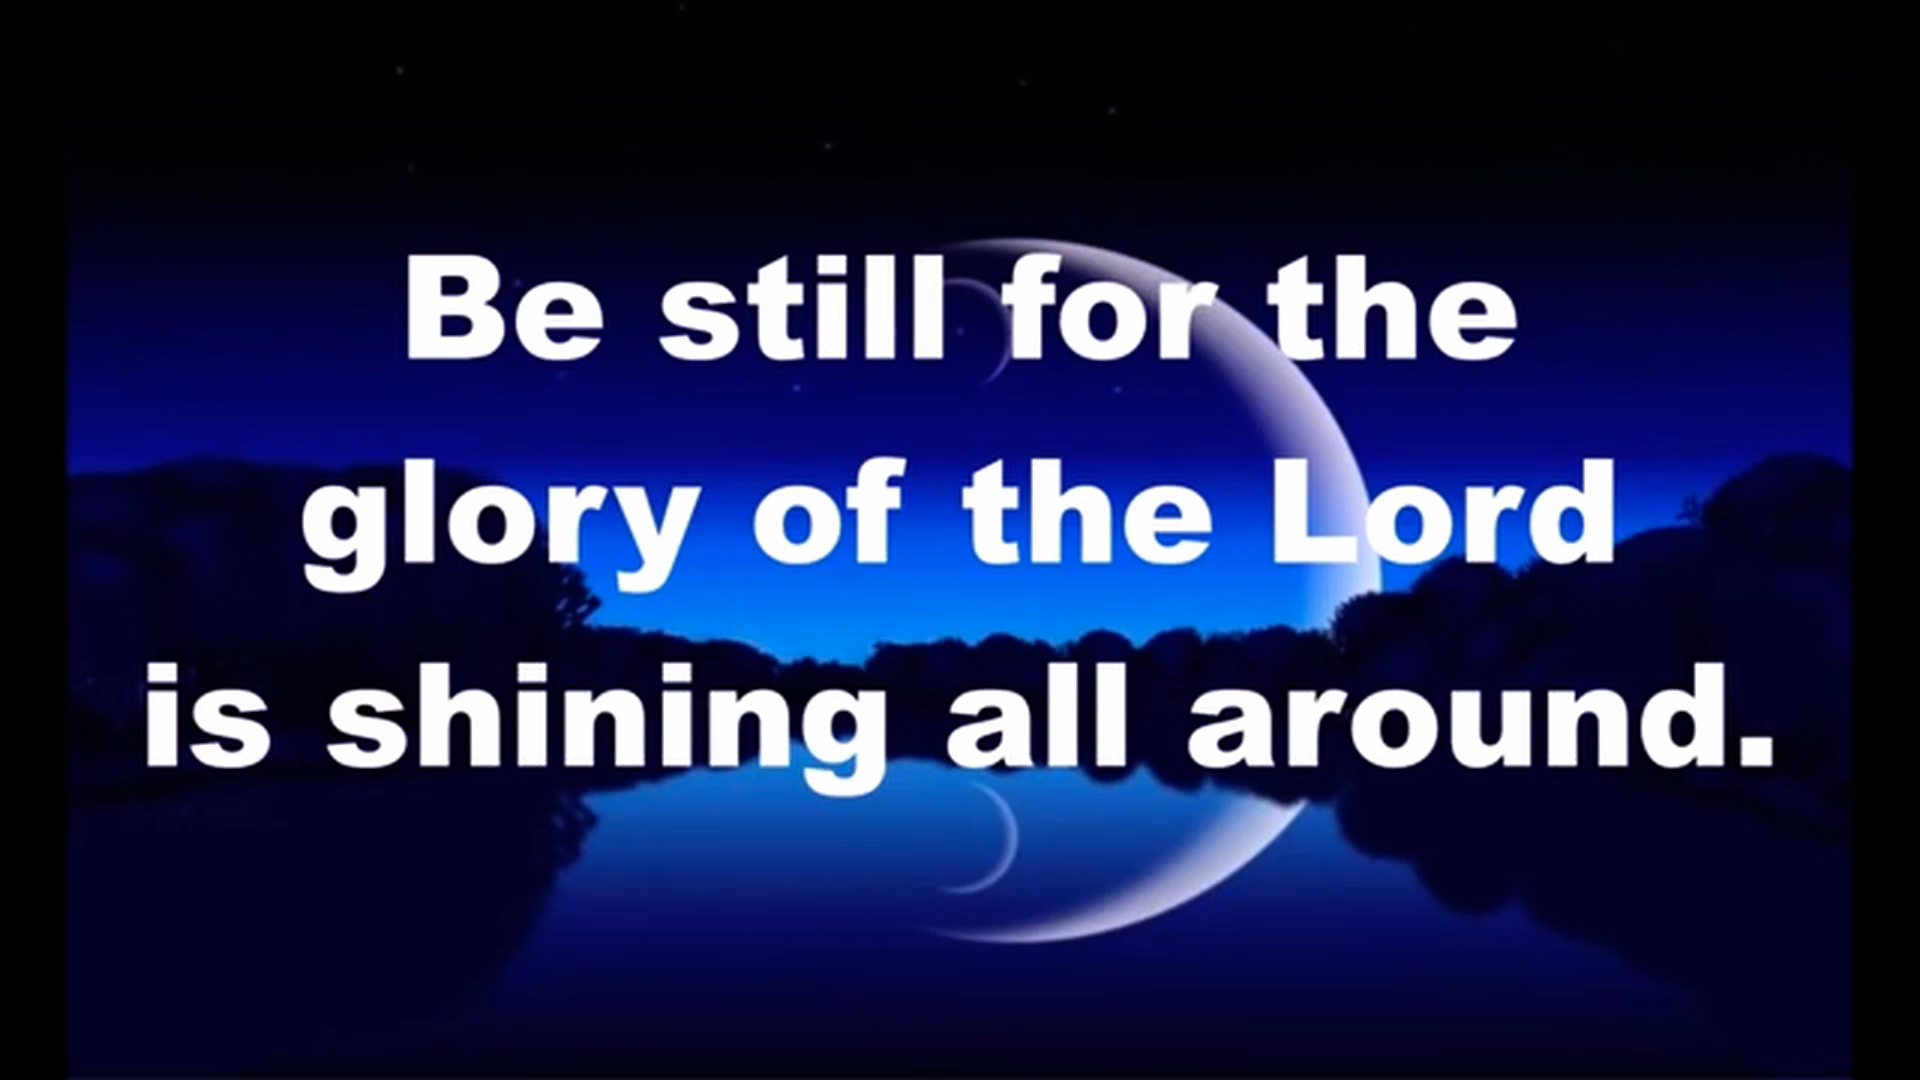 Be still for the
glory of the Lord
is shining all around.